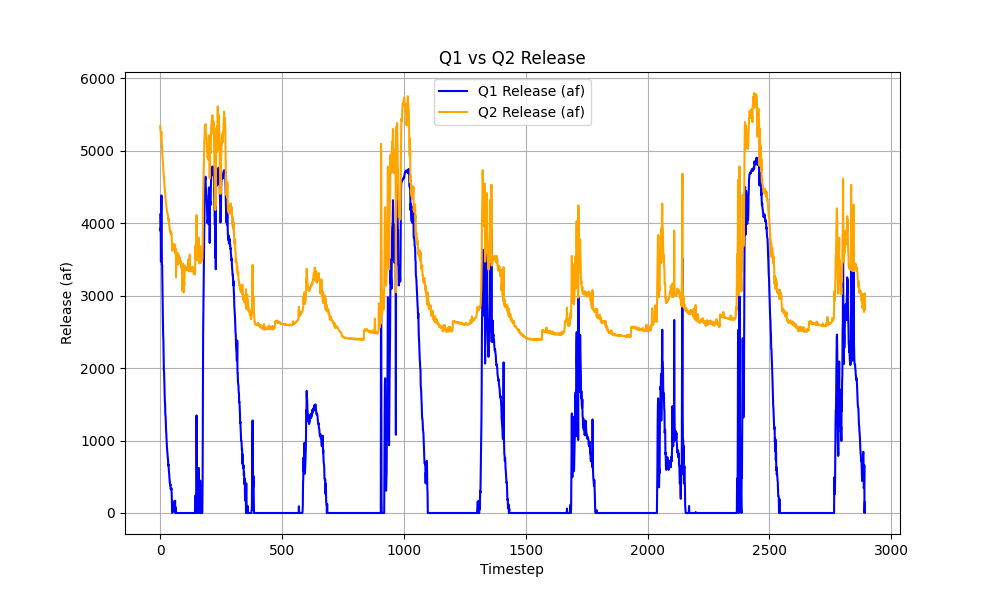 Q1 vs Q2 Release
Q1 Release (af)
Q2 Release (af)
Release (af)
6000
5000
4000
3000
2000
1000
0
0 500 1000 1500 2000 2500 3000
Timestep